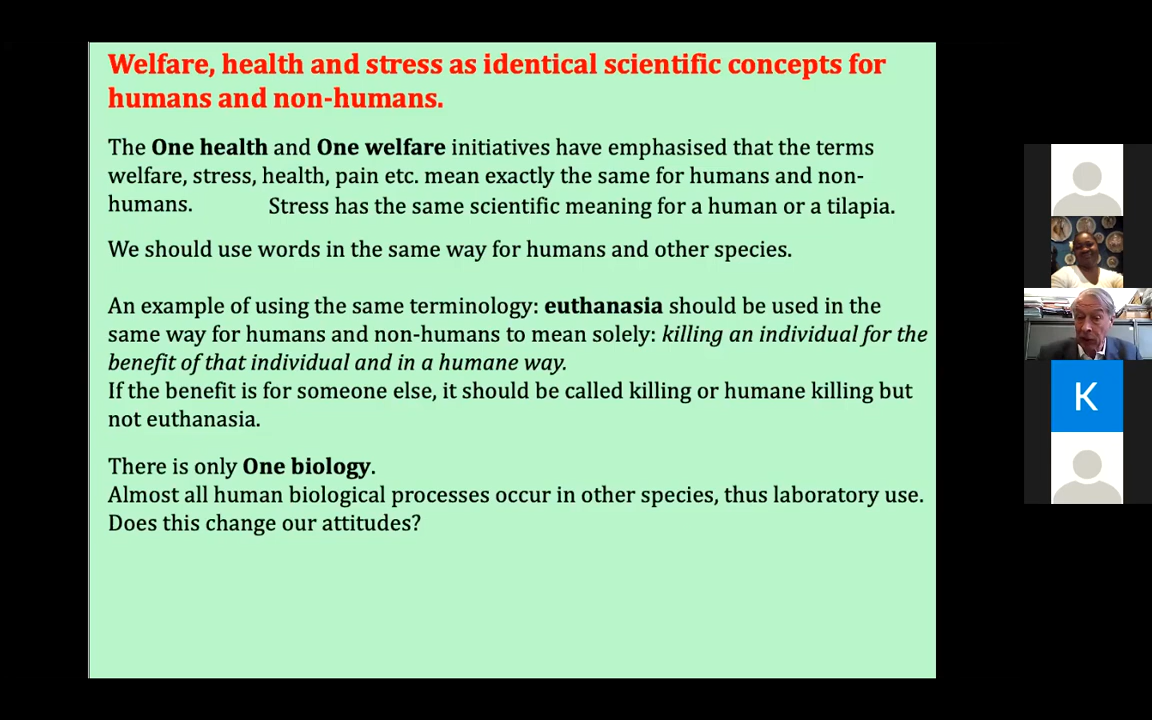 Welfare, health and stress as identical scientific concepts for
humans and non-humans.
The One health and One welfare initiatives have emphasised that the terms
welfare, stress, health, pain etc. mean exactly the same for humans and non-
humans. Stress has the same scientific meaning for a human or a tilapia.
We should use words in the same way for humans and other species.
An example of using the same terminology: euthanasia should be used in the
same way for humans and non-humans to mean solely: killing an individual for the
benefit of that individual and in a humane way.
If the benefit is for someone else, it should be called killing or humane killing but
not euthanasia.
There is only One biology.
Almost all human biological processes occur in other species, thus laboratory use.
Does this change our attitudes?
K